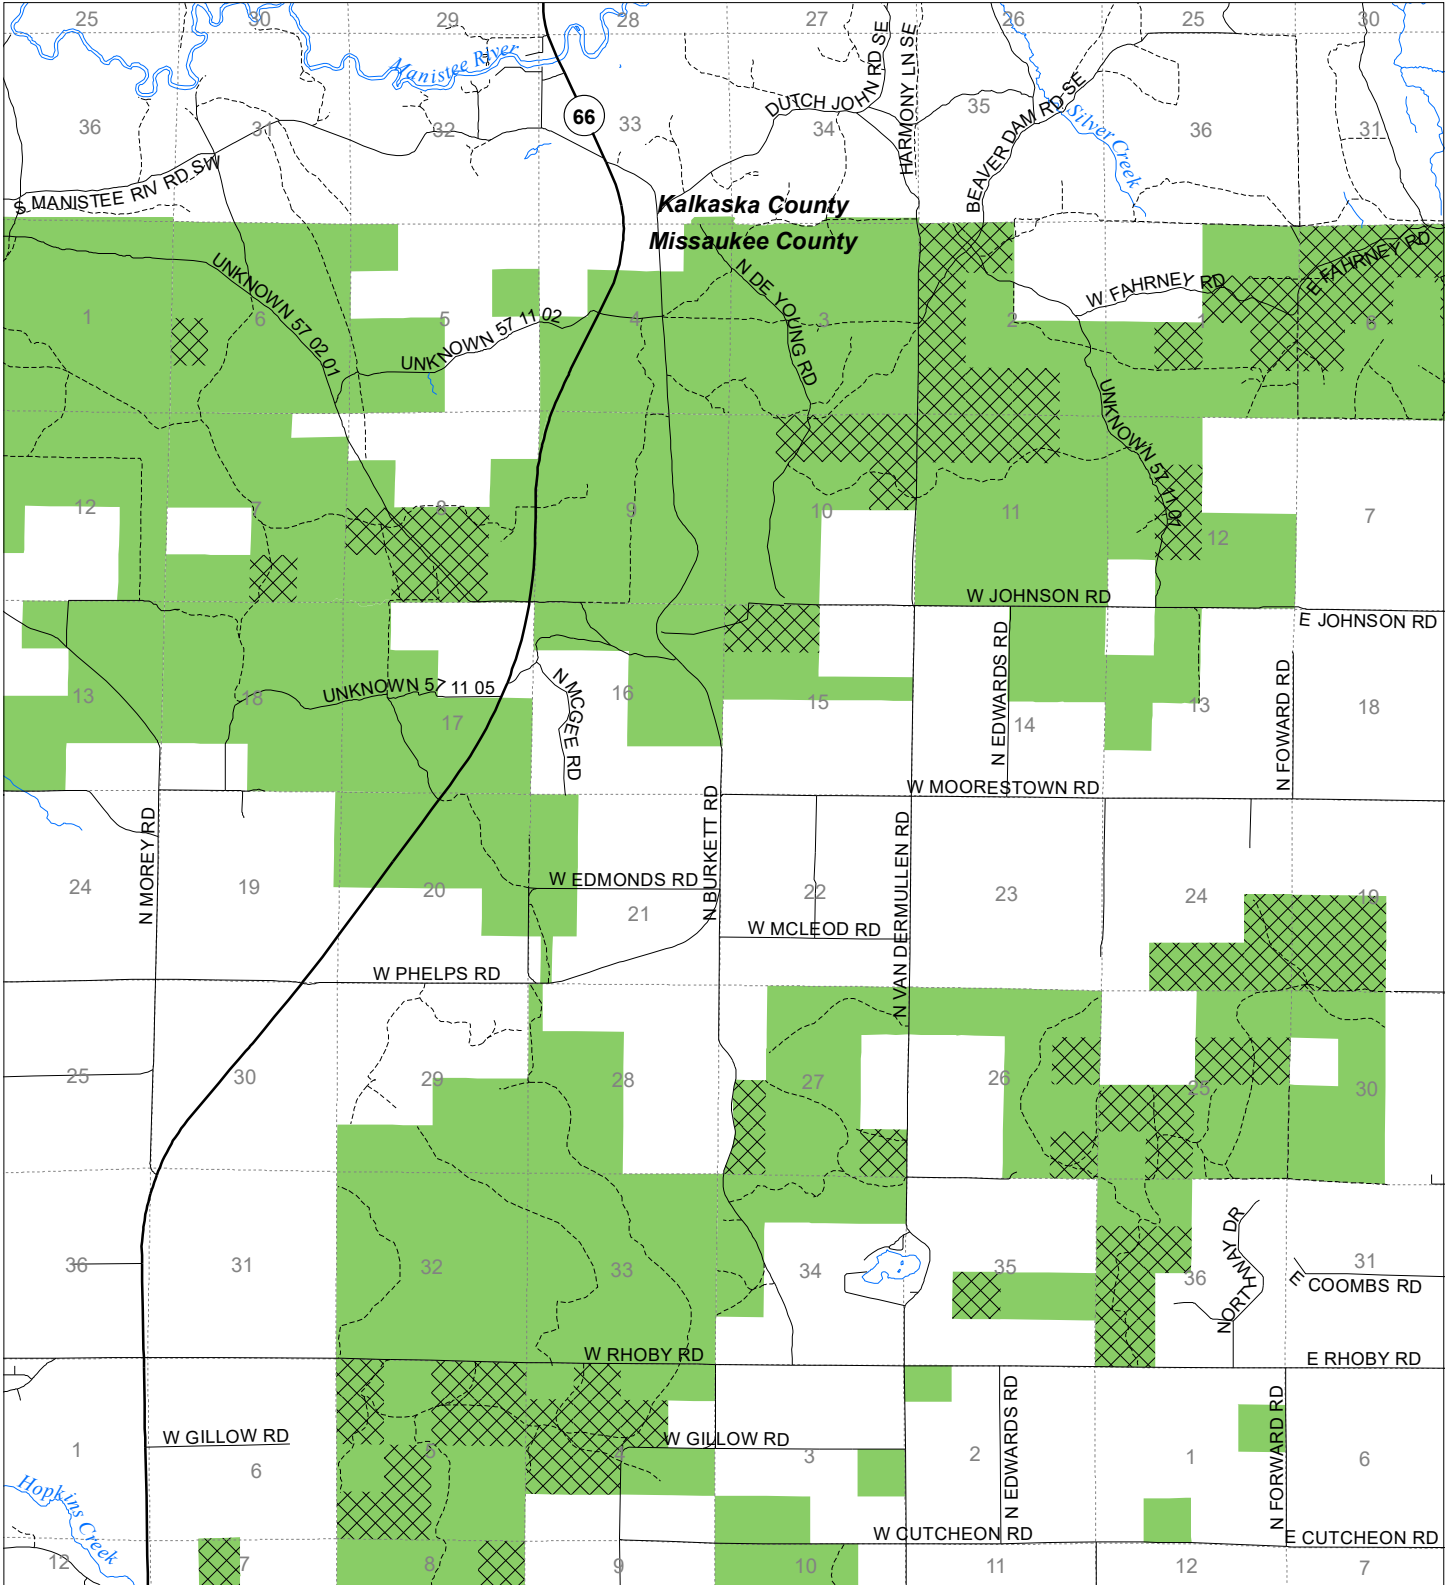 25
30
29
28
27
26
25
30
Manistee River
DUTCH JOHN RD SE
HARMONY LN SE
BEAVER DAM RD SE
Silver Creek
66
36
31
32
33
34
35
36
31
S MANISTEE RIV RD SW
Kalkaska County
Missaukee County
UNKNOWN 57 02 01
N DE YOUNG RD
W FAHRNEY RD
E FAHRNEY RD
1
6
5
4
3
2
1
6
UNKNOWN 57 11 02
UNKNOWN 57 11 01
12
7
8
9
10
11
12
7
W JOHNSON RD
E JOHNSON RD
N EDWARDS RD
N FOWARD RD
13
18
UNKNOWN 57 11 05
17
N MCGEE RD
16
15
14
13
18
W MOORESTOWN RD
N MOREY RD
N BURKETT RD
N VAN DERMULLEN RD
24
19
20
W EDMONDS RD
21
22
23
24
19
W MCLEOD RD
W PHELPS RD
25
30
29
28
27
26
25
30
36
31
32
33
34
35
36
31
NORTHWAY DR
E COOMBS RD
W RHOBY RD
E RHOBY RD
W GILLOW RD
W GILLOW RD
N EDWARDS RD
N FORWARD RD
1
6
5
4
3
2
1
6
Hopkins Creek
W CUTCHEON RD
E CUTCHEON RD
12
7
8
9
10
11
12
7